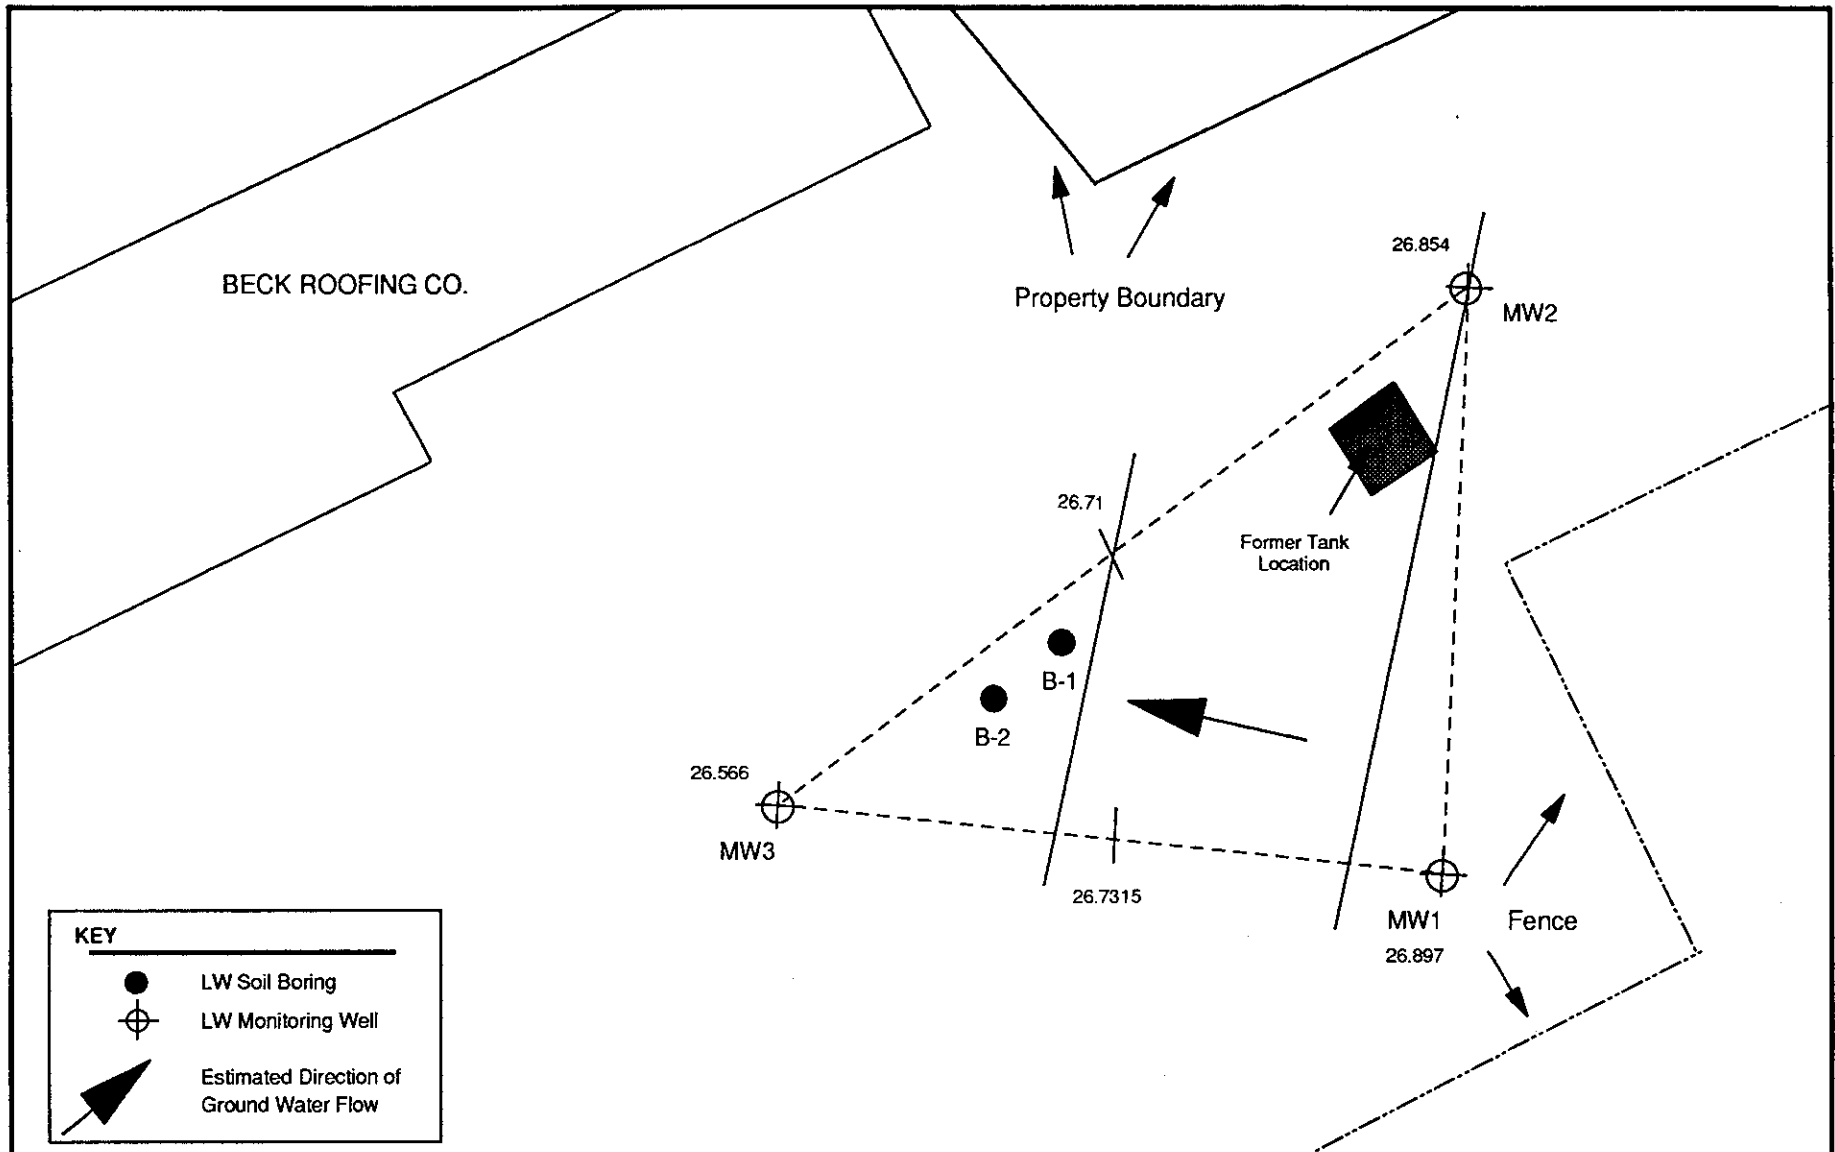 26.854
BECK ROOFING CO.
Property Boundary
MW2
26.71
Former Tank
Location
B-1
B-2
26.566
MW3
26.7315
MW1
26.897
Fence
KEY
LW Soil Boring
LW Monitoring Well
Estimated Direction of
Ground Water Flow